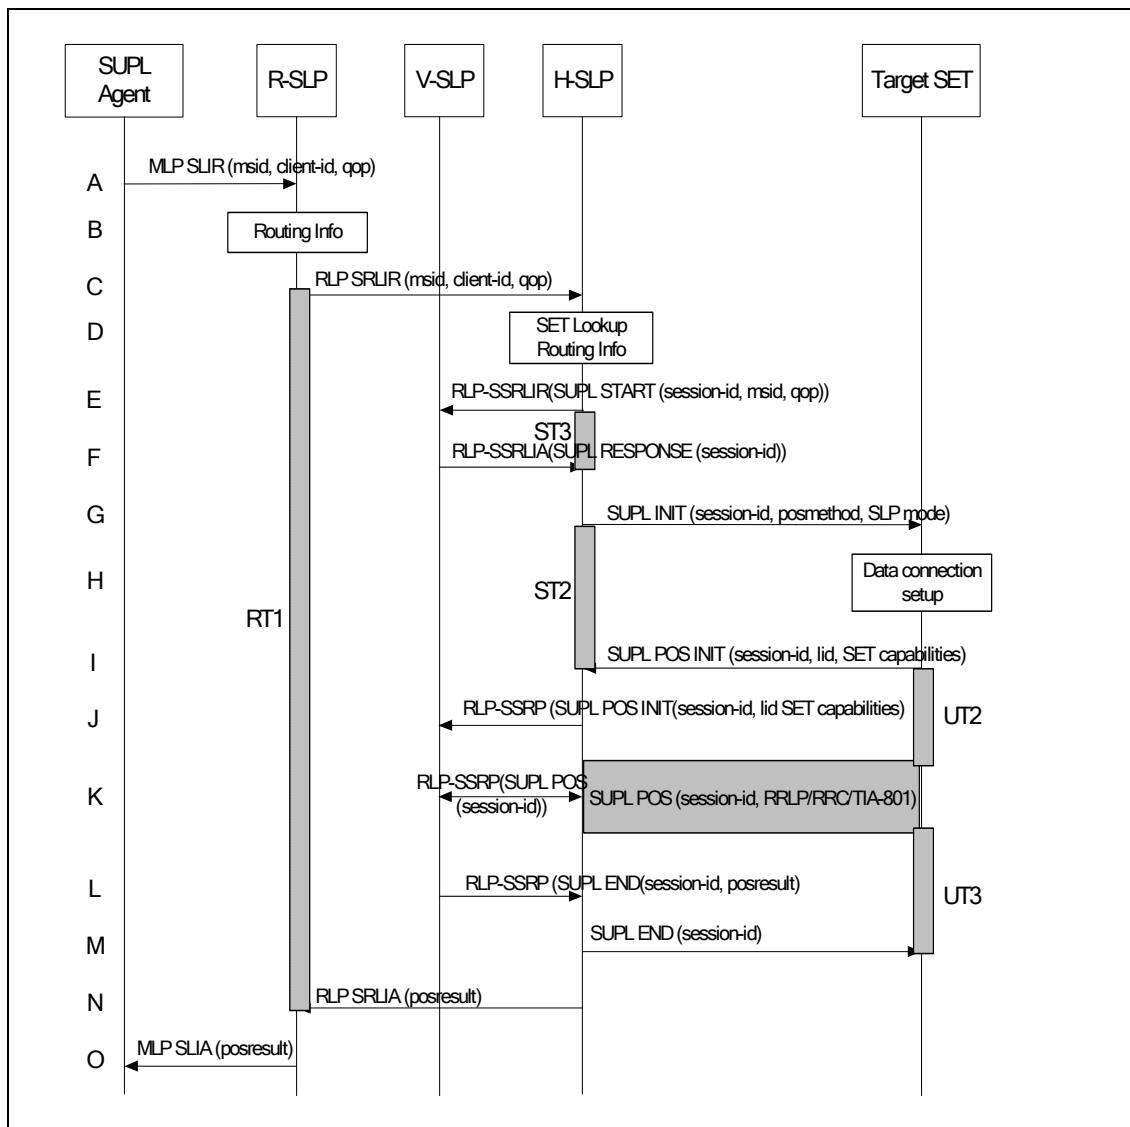 SUPL
Agent
R-SLP
V-SLP
H-SLP
Target SET
A
MLP SLIR (msid, client-id, qop)
B
Routing Info
C
RLP SRLIR (msid, client-id, qop)
D
SET Lookup
Routing Info
E
RLP-SSRLIR(SUPL START (session-id, msid, qop))
ST3
F
RLP-SSRLIA(SUPL RESPONSE (session-id))
G
SUPL INIT (session-id, posmethod, SLP mode)
H
Data connection
setup
ST2
RT1
I
SUPL POS INIT (session-id, lid, SET capabilities)
J
RLP-SSRP (SUPL POS INIT(session-id, lid SET capabilities)
UT2
K
RLP-SSRP(SUPL POS
(session-id))
SUPL POS (session-id, RRLP/RRC/TIA-801)
L
RLP-SSRP (SUPL END(session-id, posresult)
UT3
M
SUPL END (session-id)
N
RLP SRLIA (posresult)
O
MLP SLIA (posresult)